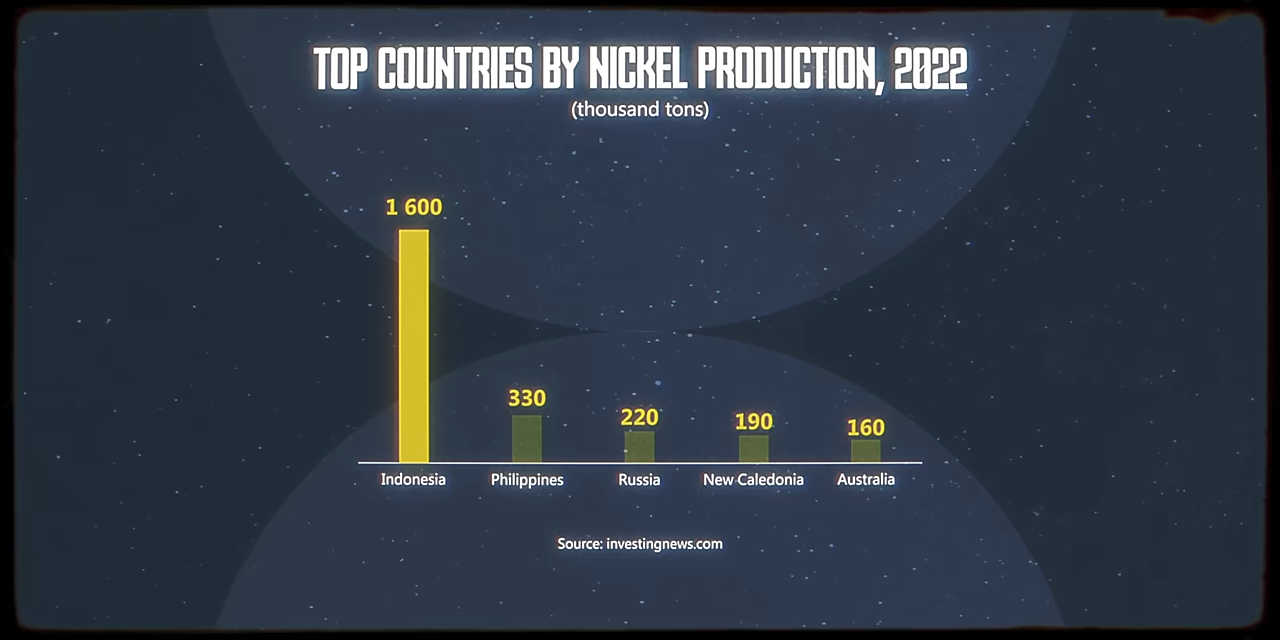 TOP COUNTRIES BY NICKEL PRODUCTION, 2022
(thousand tons)
1 600
330
220
190
160
Indonesia
Philippines
Russia
New Caledonia
Australia
Source: investingnews.com